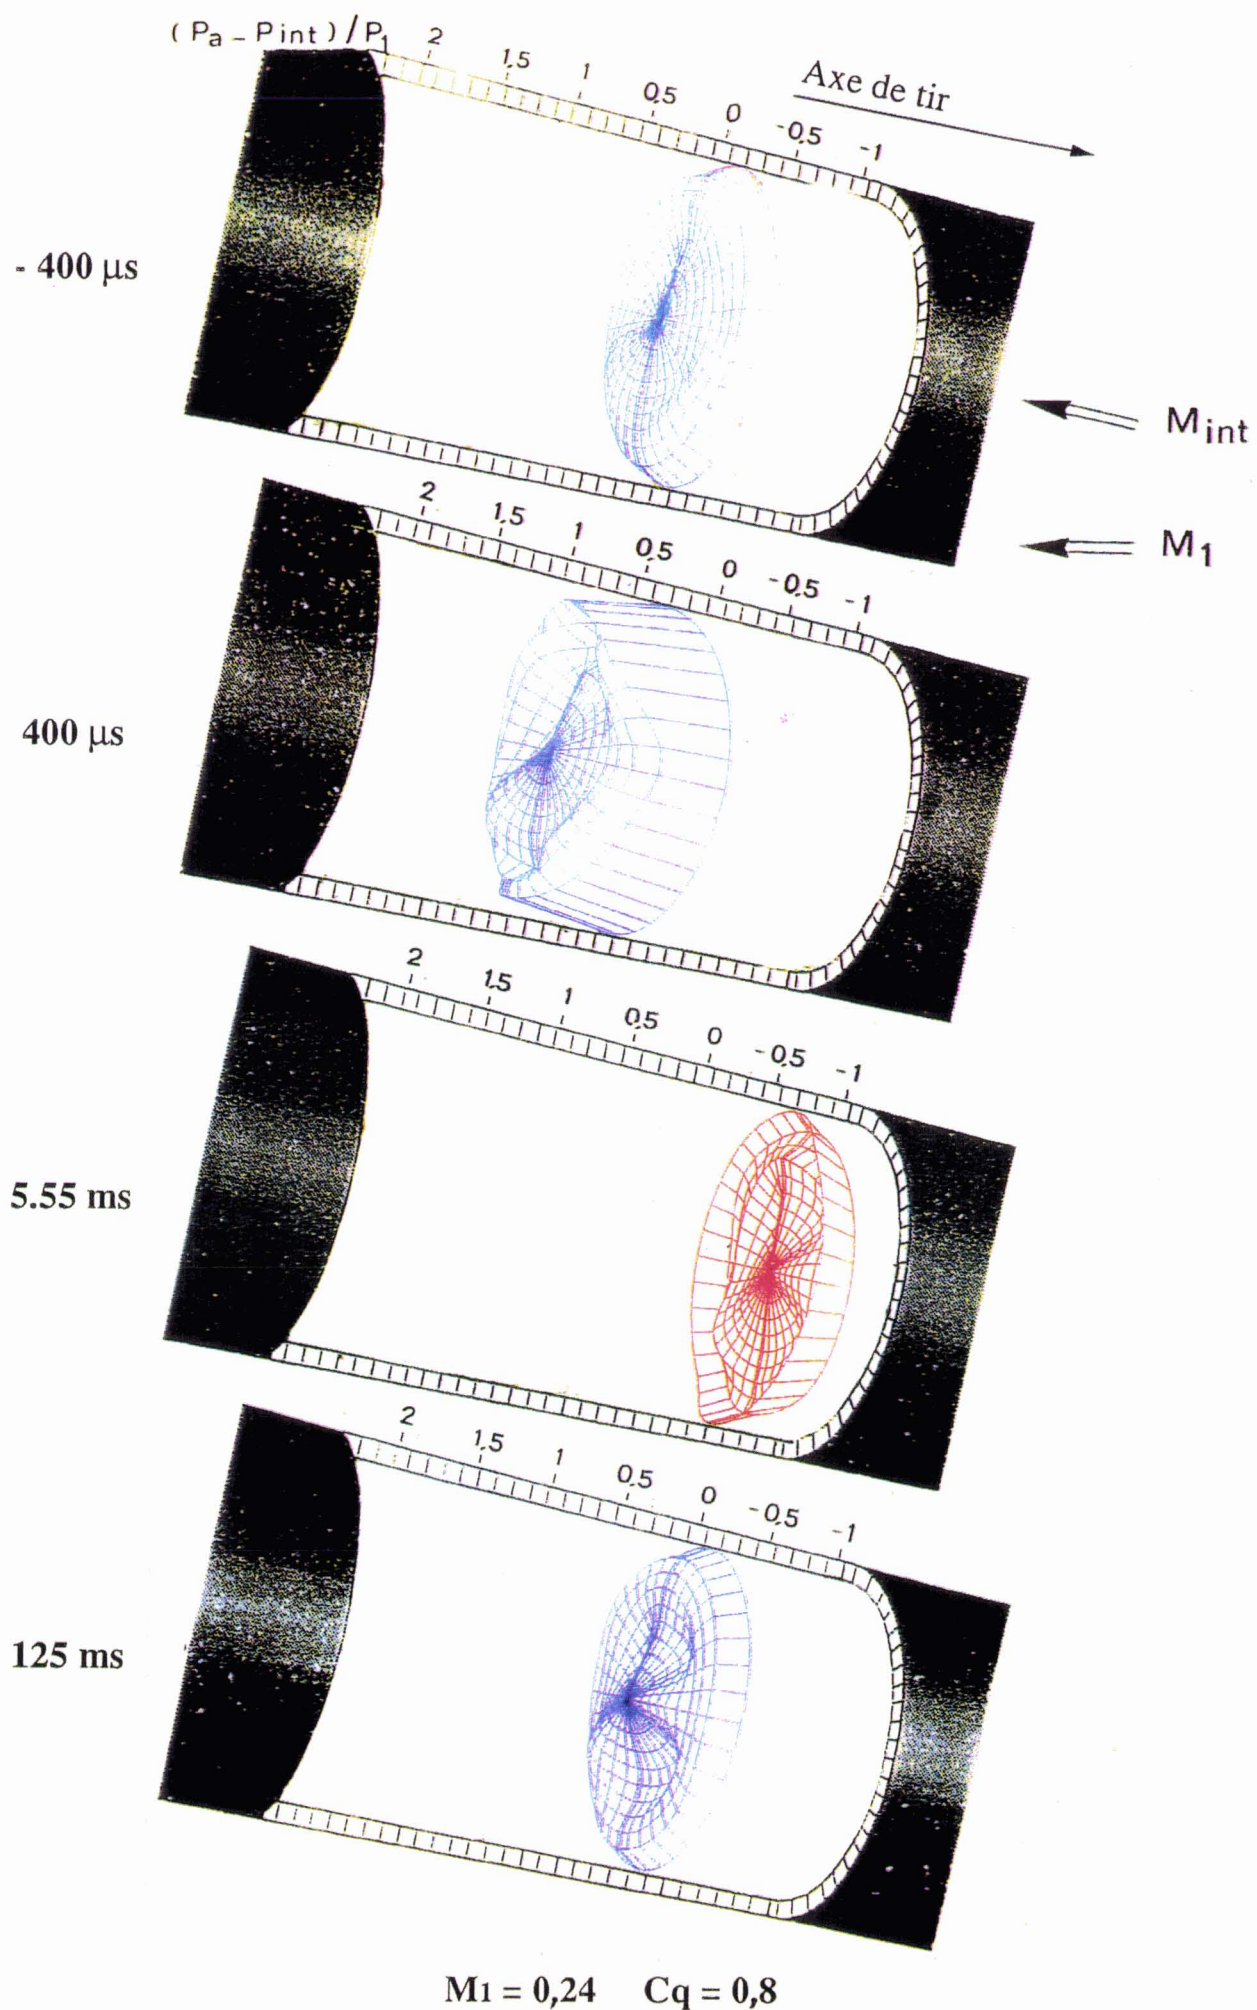 (Pa - Pint) / P1
2 1,5 1 0,5 0 -0,5 -1
Axe de tir
- 400 µs
Mint
2 1,5 1 0,5 0 -0,5 -1
M1
400 µs
2 1,5 1 0,5 0 -0,5 -1
5.55 ms
2 1,5 1 0,5 0 -0,5 -1
125 ms
M1 = 0,24 Cq = 0,8